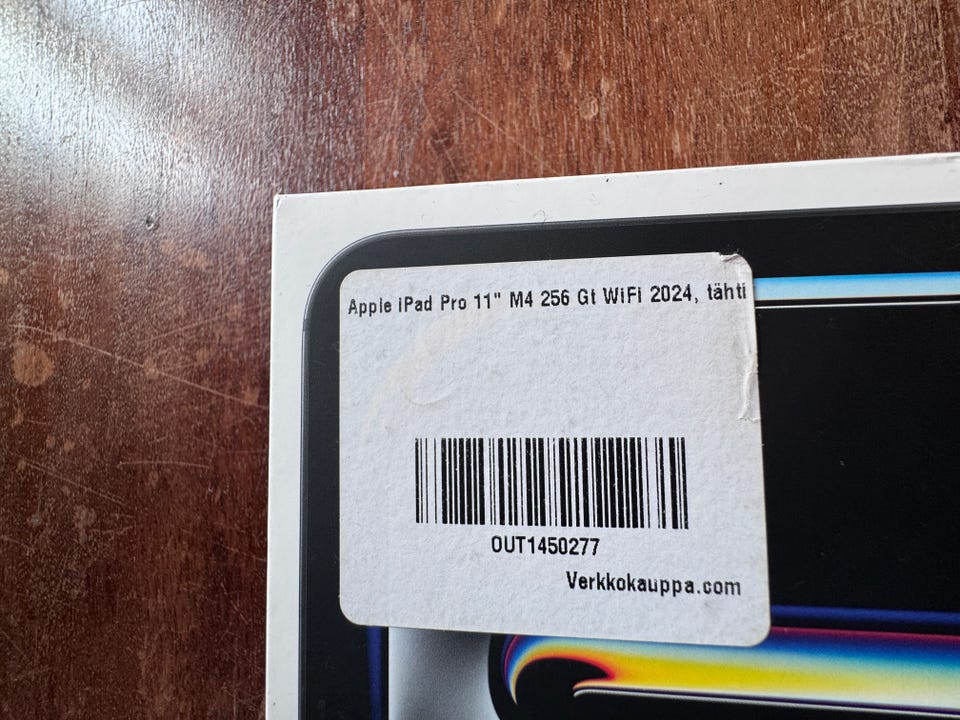 Apple iPad Pro 11" M4 256 Gt WiFi 2024, tähti
OUT1450277
Verkkokauppa.com